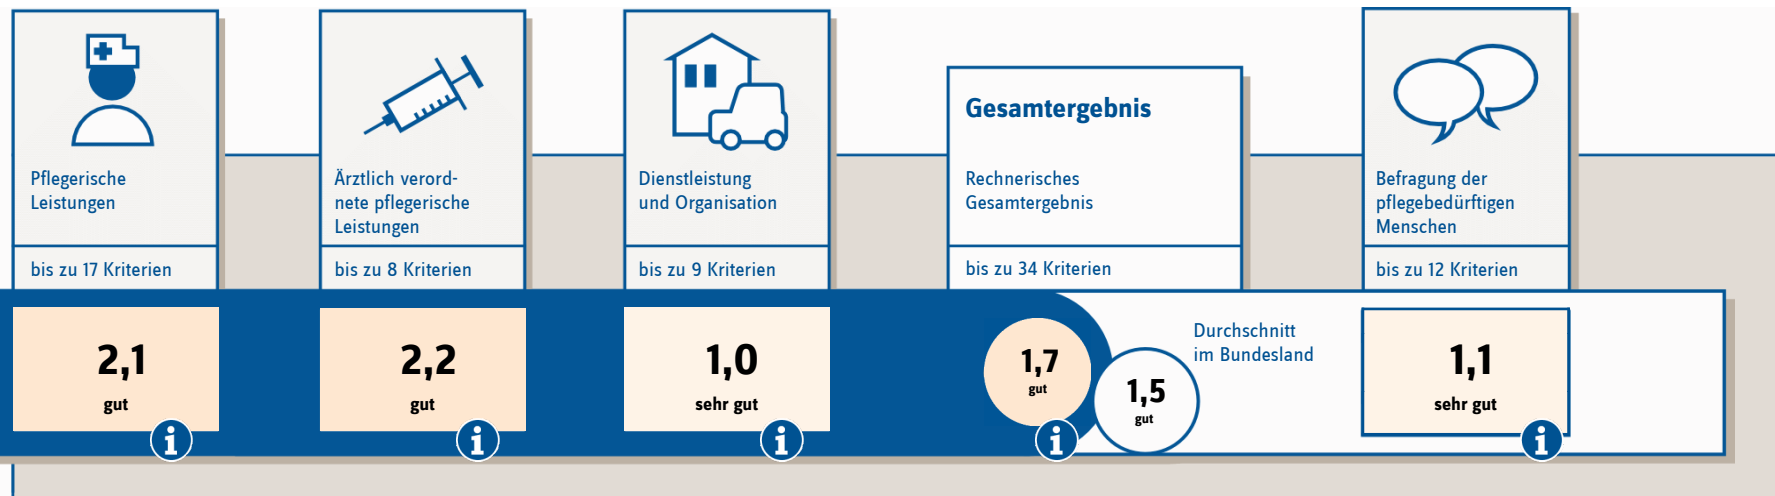 Pflegerische
Leistungen
bis zu 17 Kriterien
2,1
gut
i
Ärztlich verord-
nete pflegerische
Leistungen
bis zu 8 Kriterien
2,2
gut
i
Dienstleistung
und Organisation
bis zu 9 Kriterien
1,0
sehr gut
i
Gesamtergebnis
Rechnerisches
Gesamtergebnis
bis zu 34 Kriterien
1,7
gut
i
1,5
gut
Durchschnitt
im Bundesland
Befragung der
pflegebedürftigen
Menschen
bis zu 12 Kriterien
1,1
sehr gut
i